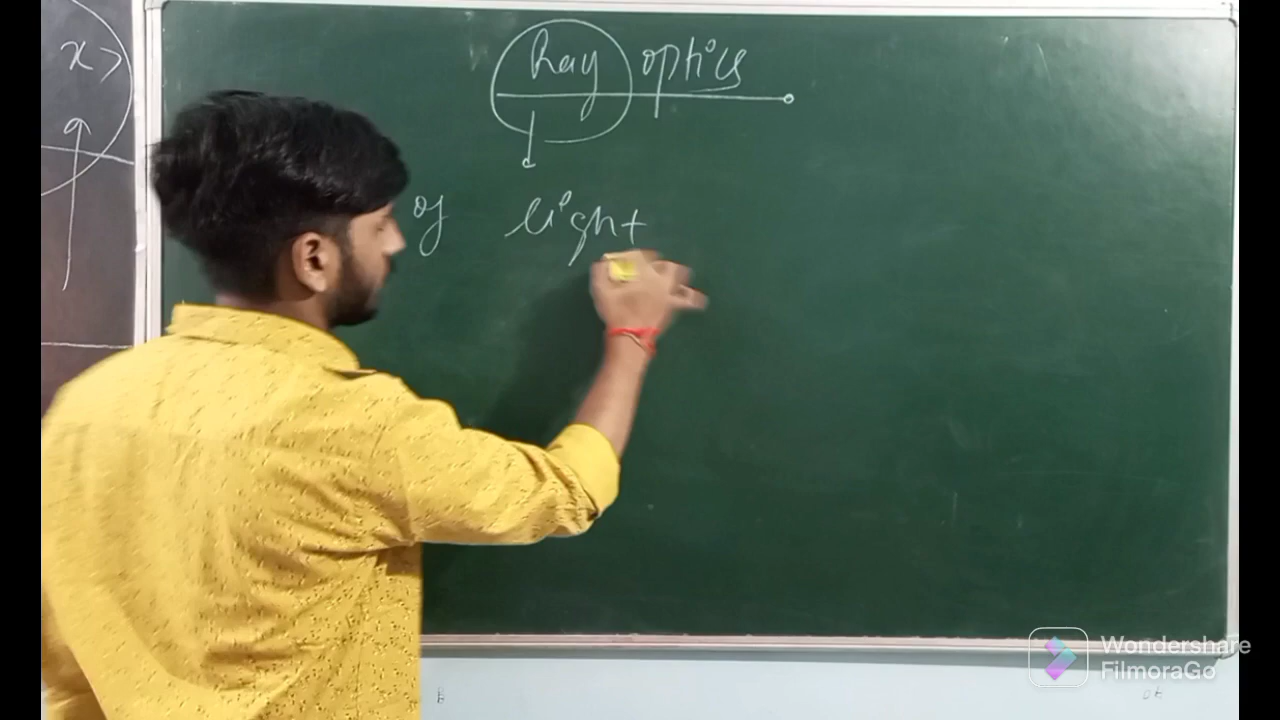 x >
Ray optics
of light
Wondershare
FilmoraGo